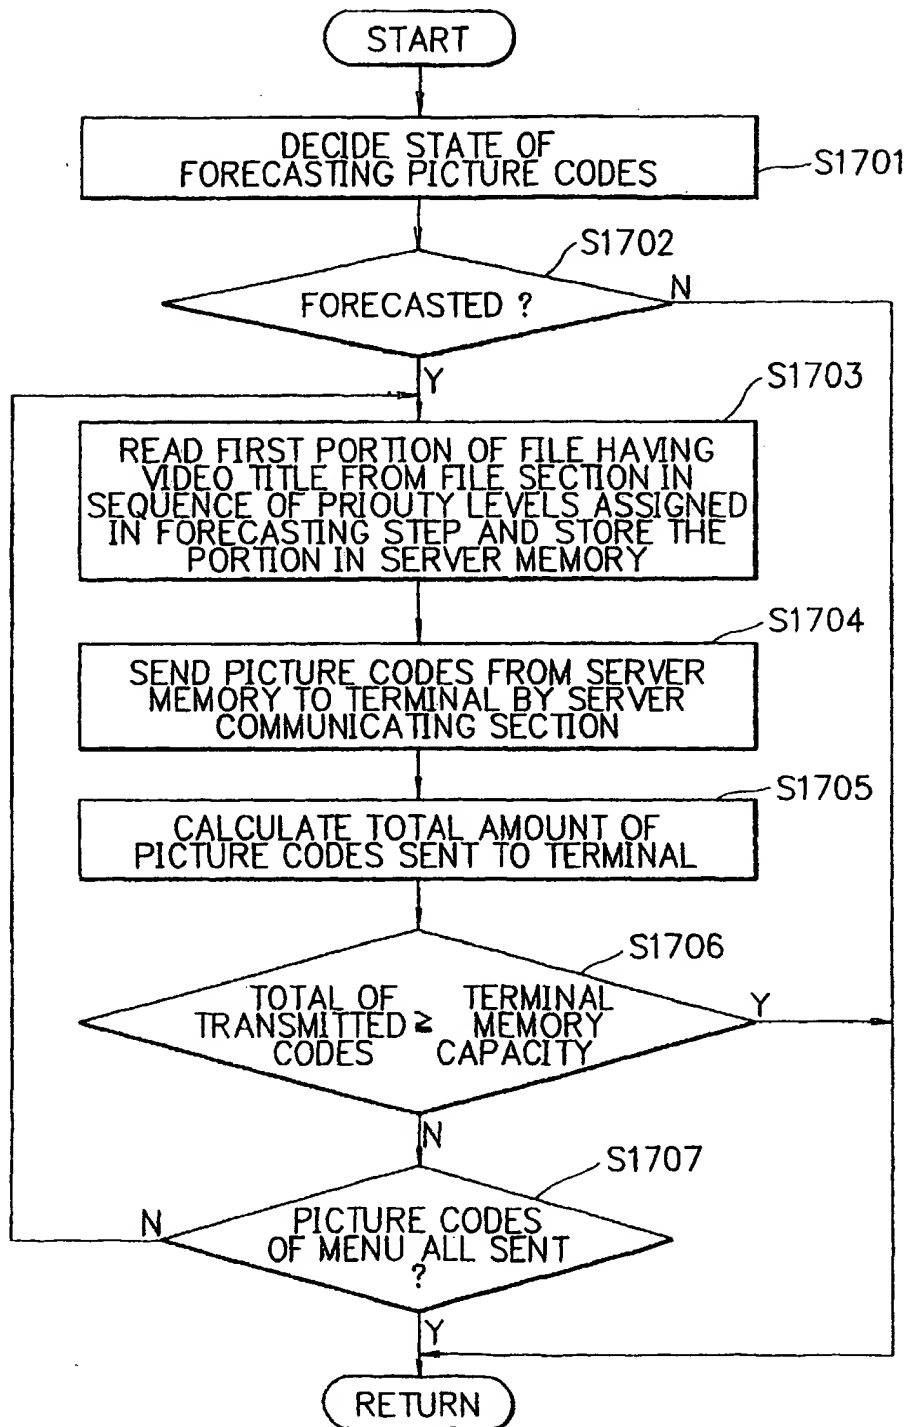 START
DECIDE STATE OF
FORECASTING PICTURE CODES
S1701
S1702
FORECASTED ?
N
Y
S1703
READ FIRST PORTION OF FILE HAVING
VIDEO TITLE FROM FILE SECTION IN
SEQUENCE OF PRIOUTY LEVELS ASSIGNED
IN FORECASTING STEP AND STORE THE
PORTION IN SERVER MEMORY
S1704
SEND PICTURE CODES FROM SERVER
MEMORY TO TERMINAL BY SERVER
COMMUNICATING SECTION
S1705
CALCULATE TOTAL AMOUNT OF
PICTURE CODES SENT TO TERMINAL
S1706
TOTAL OF TERMINAL
TRANSMITTED ≥ MEMORY
CODES CAPACITY
Y
N
S1707
N
PICTURE CODES
OF MENU ALL SENT
?
Y
RETURN